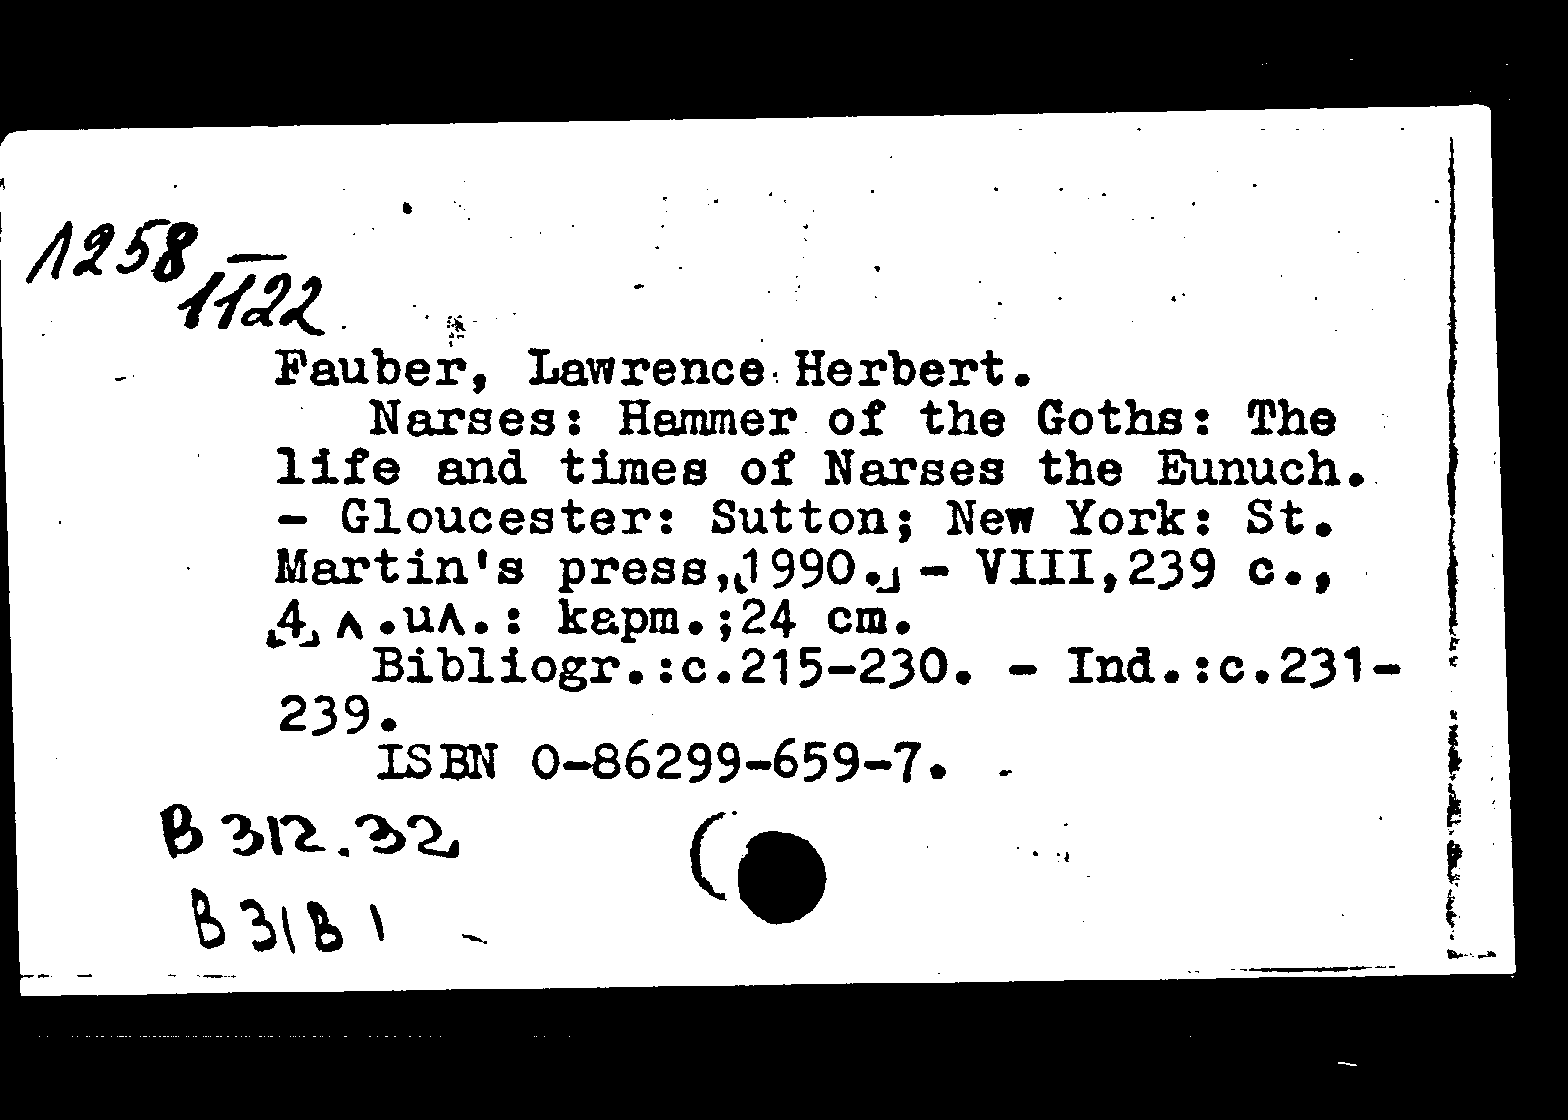 1258
1122
Fauber, Lawrence Herbert.
Narses: Hammer of the Goths: The
life and times of Narses the Eunuch.
- Gloucester: Sutton; New York: St.
Martin's press,[1990.] - VIII,239 c.,
[4] л.ил.: карт.;24 cm.
Bibliogr.:c.215-230. - Ind.:c.231-
239.
ISBN 0-86299-659-7.
B 312.32
B 31B1